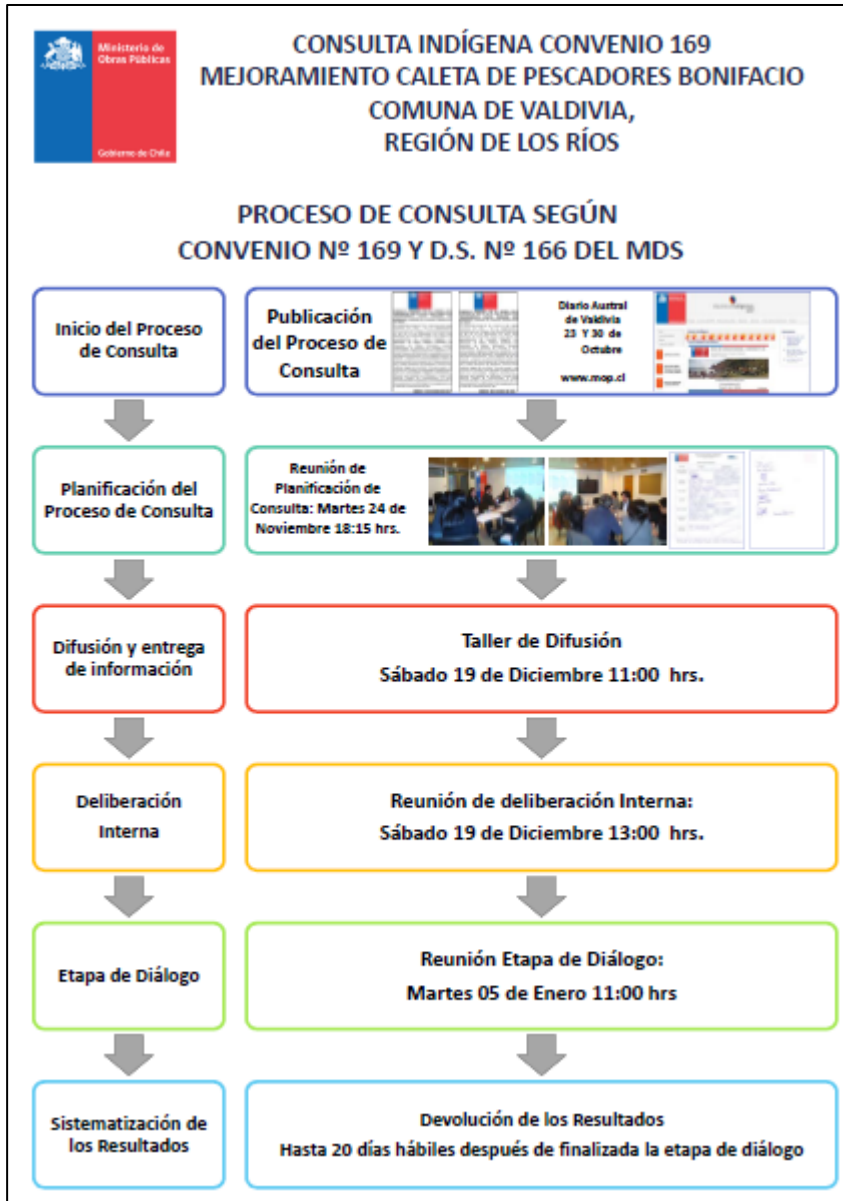 Ministerio de
Obras Públicas
Gobierno de Chile
CONSULTA INDÍGENA CONVENIO 169
MEJORAMIENTO CALETA DE PESCADORES BONIFACIO
COMUNA DE VALDIVIA,
REGIÓN DE LOS RÍOS
PROCESO DE CONSULTA SEGÚN
CONVENIO Nº 169 Y D.S. Nº 166 DEL MDS
Inicio del Proceso
de Consulta
Publicación
del Proceso de
Consulta
Diario Austral
de Valdivia
23 Y 30 de
Octubre
www.mop.cl
Planificación del
Proceso de Consulta
Reunión de
Planificación de
Consulta: Martes 24 de
Noviembre 18:15 hrs.
Difusión y entrega
de información
Taller de Difusión
Sábado 19 de Diciembre 11:00 hrs.
Deliberación
Interna
Reunión de deliberación Interna:
Sábado 19 de Diciembre 13:00 hrs.
Etapa de Diálogo
Reunión Etapa de Diálogo:
Martes 05 de Enero 11:00 hrs
Sistematización de
los Resultados
Devolución de los Resultados
Hasta 20 días hábiles después de finalizada la etapa de diálogo